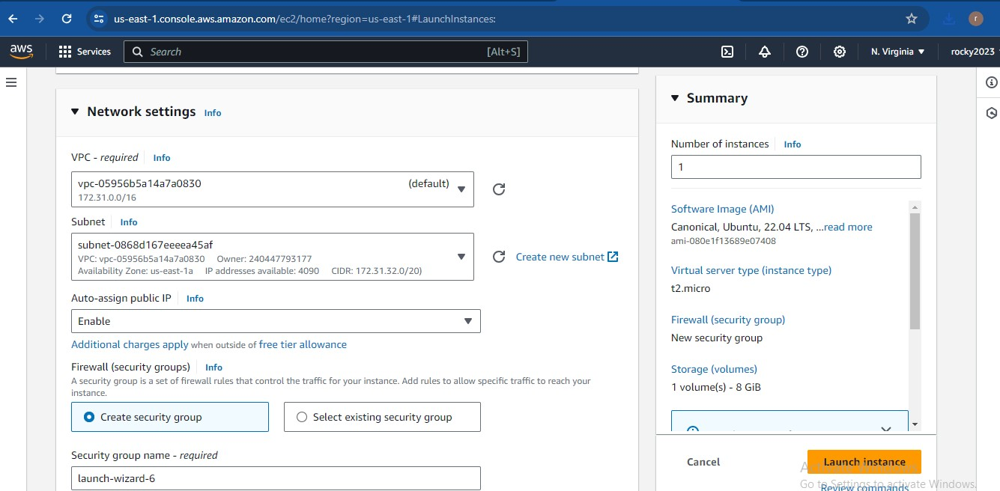 us-east-1.console.aws.amazon.com/ec2/home?region=us-east-1#LaunchInstances:
r
aws
Services
Search
[Alt+S]
N. Virginia
rocky2023
Network settings Info
VPC - required Info
vpc-05956b5a14a7a0830 (default)
172.31.0.0/16
Subnet Info
subnet-0868d167eeeea45af
VPC: vpc-05956b5a14a7a0830 Owner: 240447793177
Availability Zone: us-east-1a IP addresses available: 4090 CIDR: 172.31.32.0/20)
Create new subnet
Auto-assign public IP Info
Enable
Additional charges apply when outside of free tier allowance
Firewall (security groups) Info
A security group is a set of firewall rules that control the traffic for your instance. Add rules to allow specific traffic to reach your
instance.
Create security group
Select existing security group
Security group name - required
launch-wizard-6
Summary
Number of instances Info
1
Software Image (AMI)
Canonical, Ubuntu, 22.04 LTS, ...read more
ami-080e1f13689e07408
Virtual server type (instance type)
t2.micro
Firewall (security group)
New security group
Storage (volumes)
1 volume(s) - 8 GiB
Cancel
Launch instance
Review commands
Go to Settings to activate Windows.